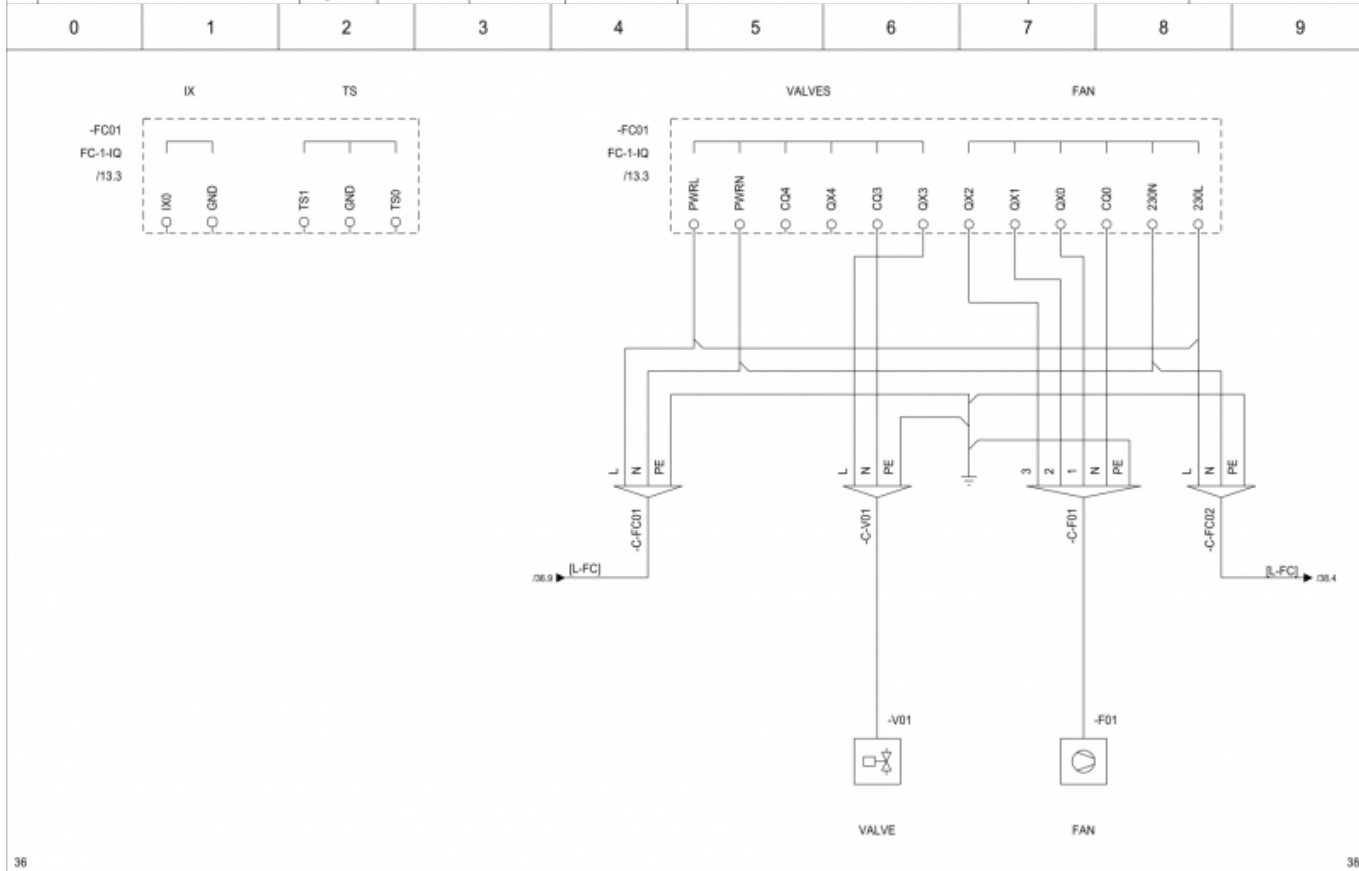 0 1 2 3 4 5 6 7 8 9
IX TS VALVES FAN
-FC01
FC-1-IQ
/13.3
IX0 GND TS1 GND TS0
-FC01
FC-1-IQ
/13.3
PWRL PWRN CQ4 QX4 CQ3 QX3 QX2 QX1 QX0 CQ0 230N 230L
L N PE L N PE 3 2 1 N PE L N PE
-C-FC01 -C-V01 -C-F01 -C-FC02
/36.9 [L-FC] [L-FC] /38.4
-V01 -F01
VALVE FAN
36 38